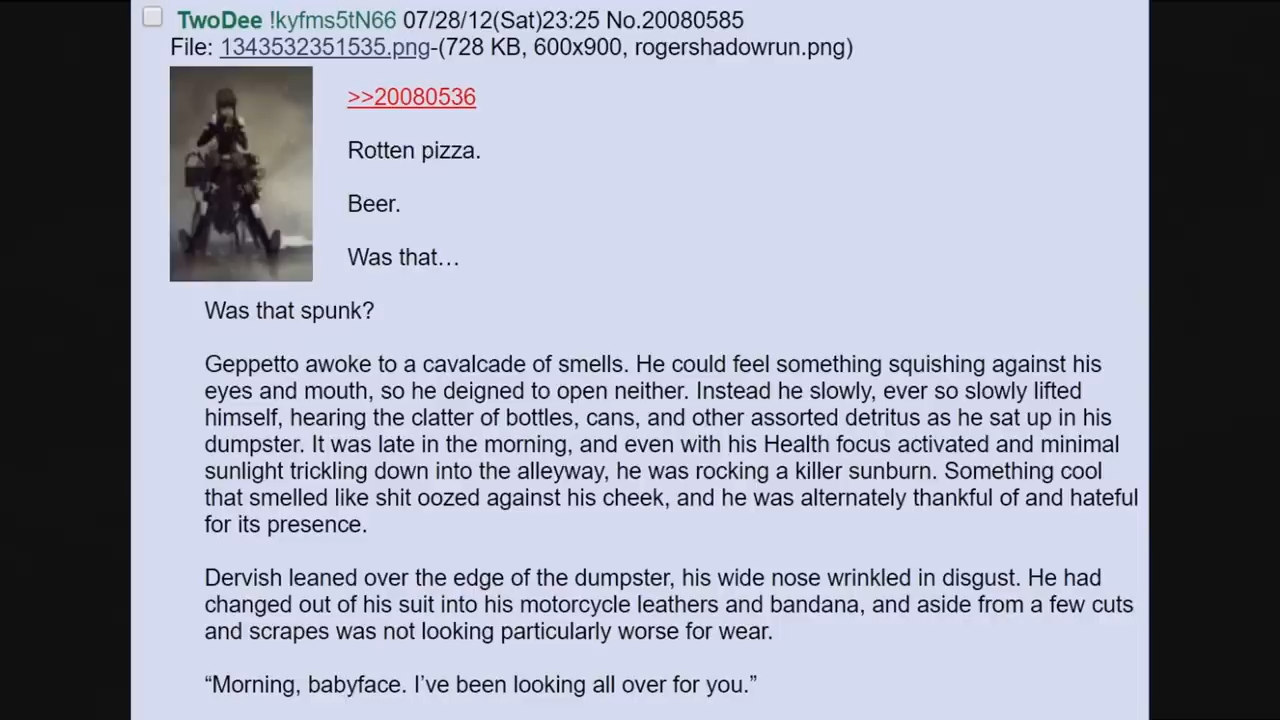 TwoDee !kyfms5tN66 07/28/12(Sat)23:25 No.20080585
File: 1343532351535.png-(728 KB, 600x900, rogershadowrun.png)
>>20080536
Rotten pizza.
Beer.
Was that…
Was that spunk?
Geppetto awoke to a cavalcade of smells. He could feel something squishing against his
eyes and mouth, so he deigned to open neither. Instead he slowly, ever so slowly lifted
himself, hearing the clatter of bottles, cans, and other assorted detritus as he sat up in his
dumpster. It was late in the morning, and even with his Health focus activated and minimal
sunlight trickling down into the alleyway, he was rocking a killer sunburn. Something cool
that smelled like shit oozed against his cheek, and he was alternately thankful of and hateful
for its presence.
Dervish leaned over the edge of the dumpster, his wide nose wrinkled in disgust. He had
changed out of his suit into his motorcycle leathers and bandana, and aside from a few cuts
and scrapes was not looking particularly worse for wear.
“Morning, babyface. I’ve been looking all over for you.”